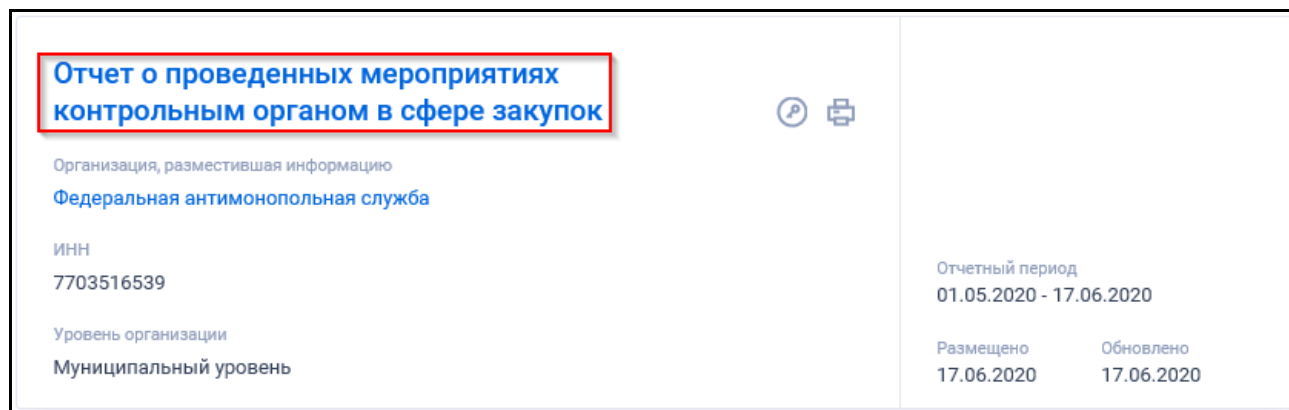 Отчет о проведенных мероприятиях
контрольным органом в сфере закупок
Организация, разместившая информацию
Федеральная антимонопольная служба
ИНН
7703516539
Уровень организации
Муниципальный уровень
Отчетный период
01.05.2020 - 17.06.2020
Размещено
17.06.2020
Обновлено
17.06.2020